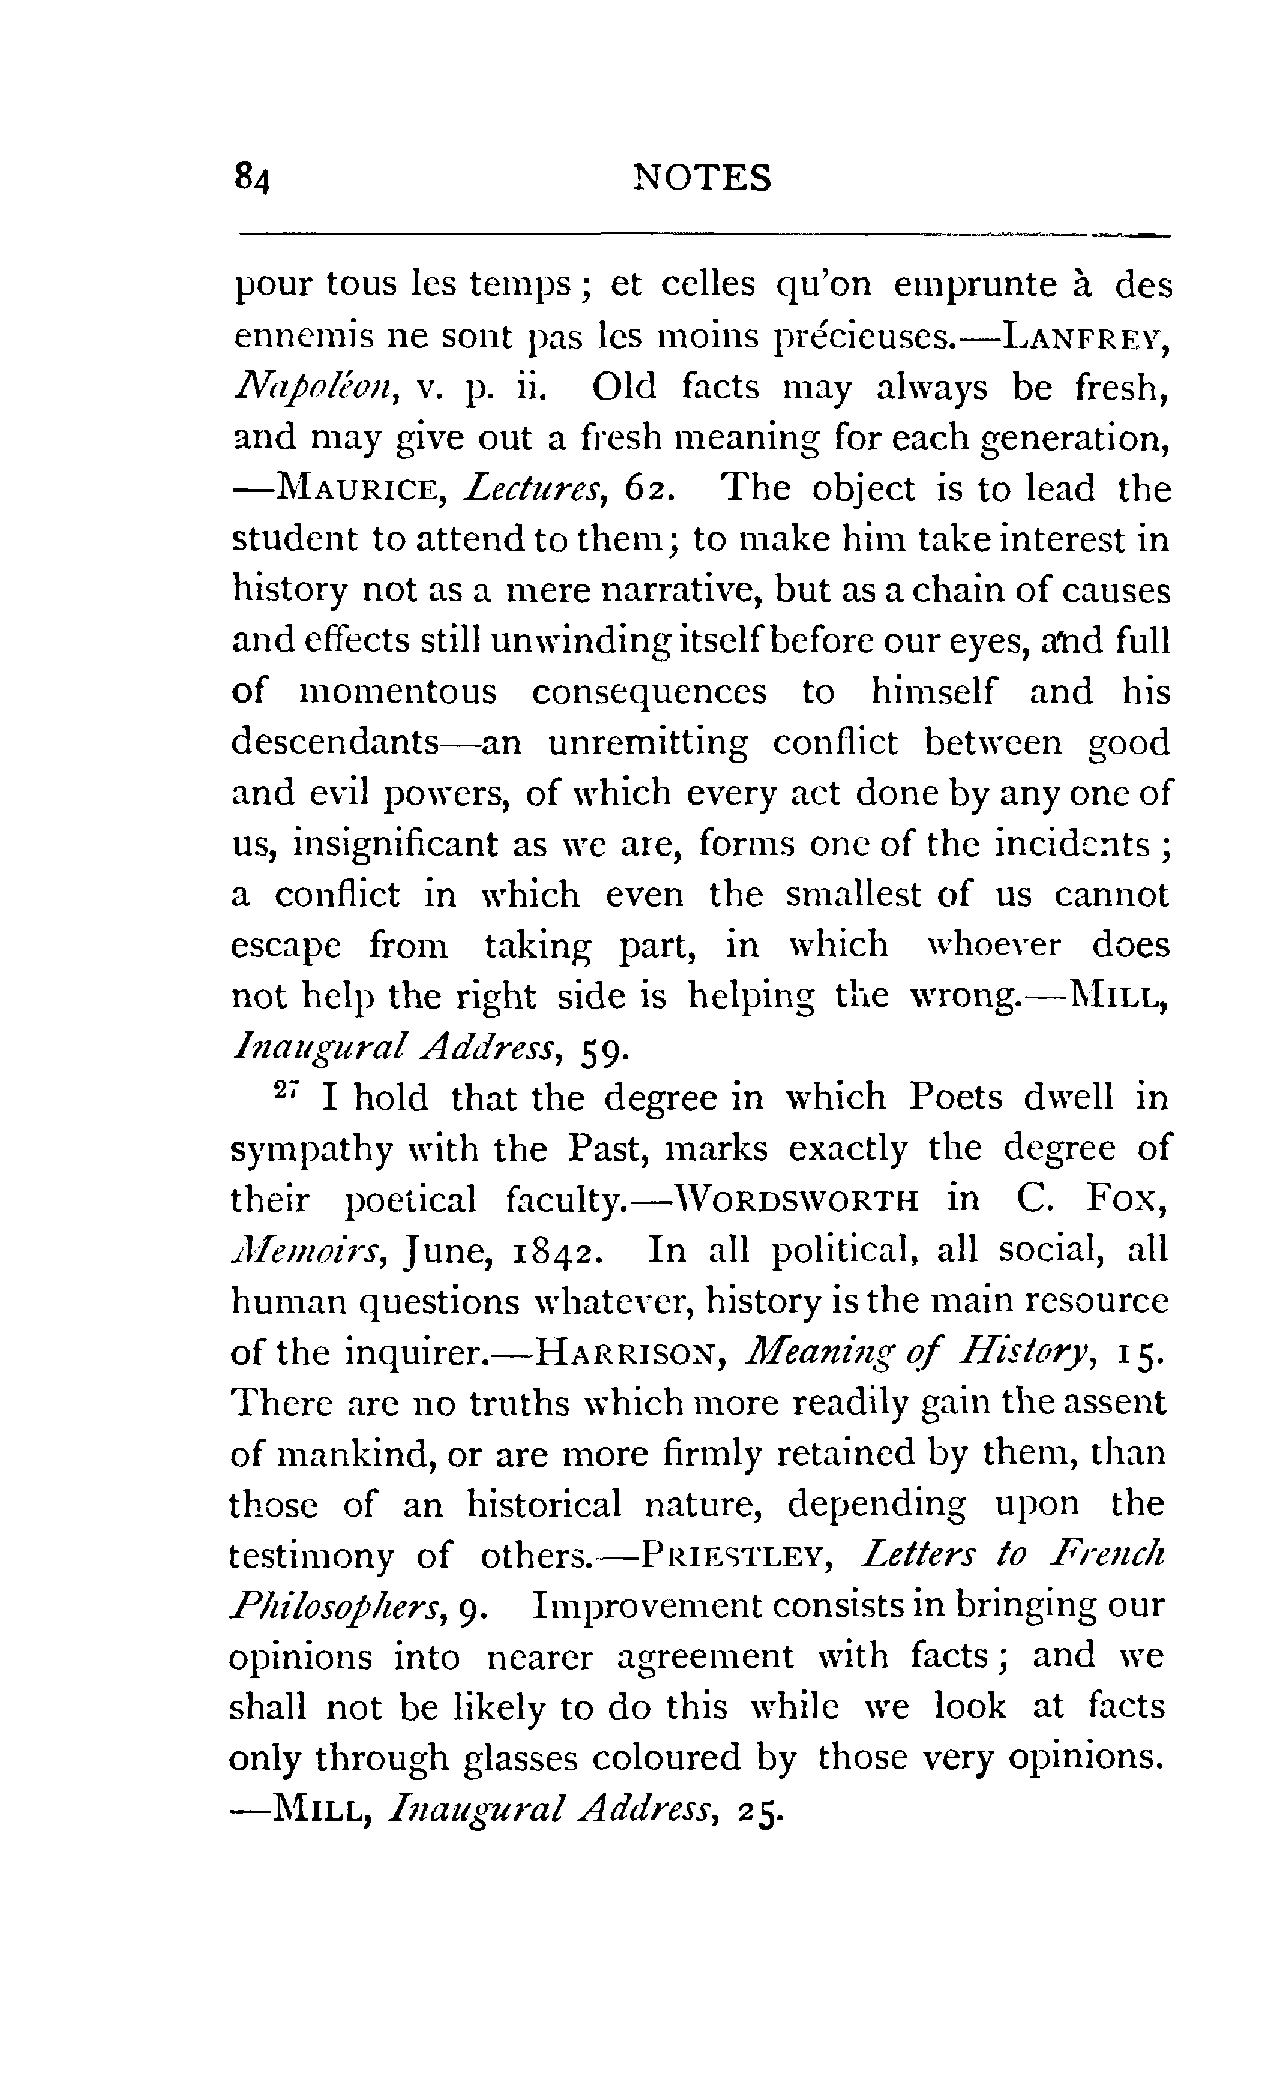 84 NOTES
pour tous les temps ; et celles qu'on emprunte à des
ennemis ne sont pas les moins précieuses.—LANFREY,
Napoléon, v. p. ii. Old facts may always be fresh,
and may give out a fresh meaning for each generation,
—MAURICE, Lectures, 62. The object is to lead the
student to attend to them; to make him take interest in
history not as a mere narrative, but as a chain of causes
and effects still unwinding itself before our eyes, and full
of momentous consequences to himself and his
descendants—an unremitting conflict between good
and evil powers, of which every act done by any one of
us, insignificant as we are, forms one of the incidents ;
a conflict in which even the smallest of us cannot
escape from taking part, in which whoever does
not help the right side is helping the wrong.—MILL,
Inaugural Address, 59.
27 I hold that the degree in which Poets dwell in
sympathy with the Past, marks exactly the degree of
their poetical faculty.—WORDSWORTH in C. FOX,
Memoirs, June, 1842. In all political, all social, all
human questions whatever, history is the main resource
of the inquirer.—HARRISON, Meaning of History, 15.
There are no truths which more readily gain the assent
of mankind, or are more firmly retained by them, than
those of an historical nature, depending upon the
testimony of others.—PRIESTLEY, Letters to French
Philosophers, 9. Improvement consists in bringing our
opinions into nearer agreement with facts ; and we
shall not be likely to do this while we look at facts
only through glasses coloured by those very opinions.
—MILL, Inaugural Address, 25.